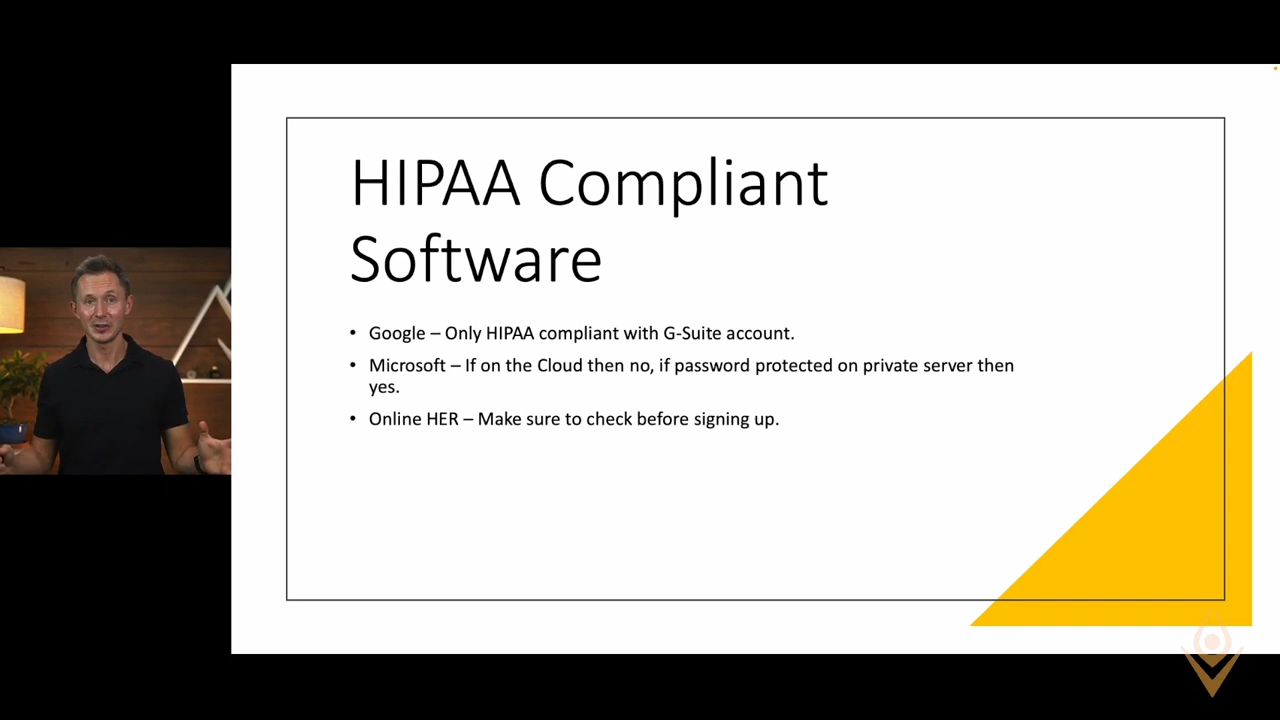 HIPAA Compliant
Software
• Google – Only HIPAA compliant with G-Suite account.
• Microsoft – If on the Cloud then no, if password protected on private server then
yes.
• Online HER – Make sure to check before signing up.